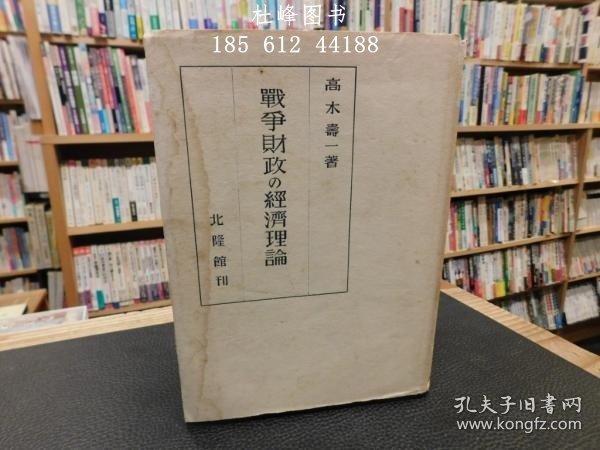 杜峰图书
185 612 44188
高木壽一著
戰爭財政の經濟理論
北隆館刊
孔夫子旧书网
www.kongfz.com